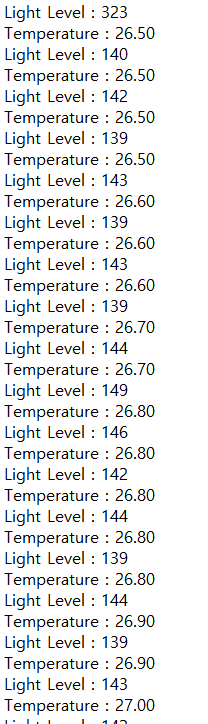 Light Level : 323
Temperature : 26.50
Light Level : 140
Temperature : 26.50
Light Level : 142
Temperature : 26.50
Light Level : 139
Temperature : 26.50
Light Level : 143
Temperature : 26.60
Light Level : 139
Temperature : 26.60
Light Level : 143
Temperature : 26.60
Light Level : 139
Temperature : 26.70
Light Level : 144
Temperature : 26.70
Light Level : 149
Temperature : 26.80
Light Level : 146
Temperature : 26.80
Light Level : 142
Temperature : 26.80
Light Level : 144
Temperature : 26.80
Light Level : 139
Temperature : 26.80
Light Level : 144
Temperature : 26.90
Light Level : 139
Temperature : 26.90
Light Level : 143
Temperature : 27.00
Light Level :